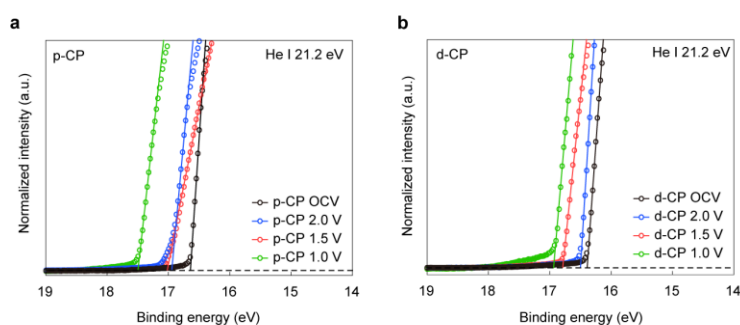 a
p-CP
He I 21.2 eV
Normalized intensity (a.u.)
p-CP OCV
p-CP 2.0 V
p-CP 1.5 V
p-CP 1.0 V
19 18 17 16 15 14
Binding energy (eV)
b
d-CP
He I 21.2 eV
Normalized intensity (a.u.)
d-CP OCV
d-CP 2.0 V
d-CP 1.5 V
d-CP 1.0 V
19 18 17 16 15 14
Binding energy (eV)